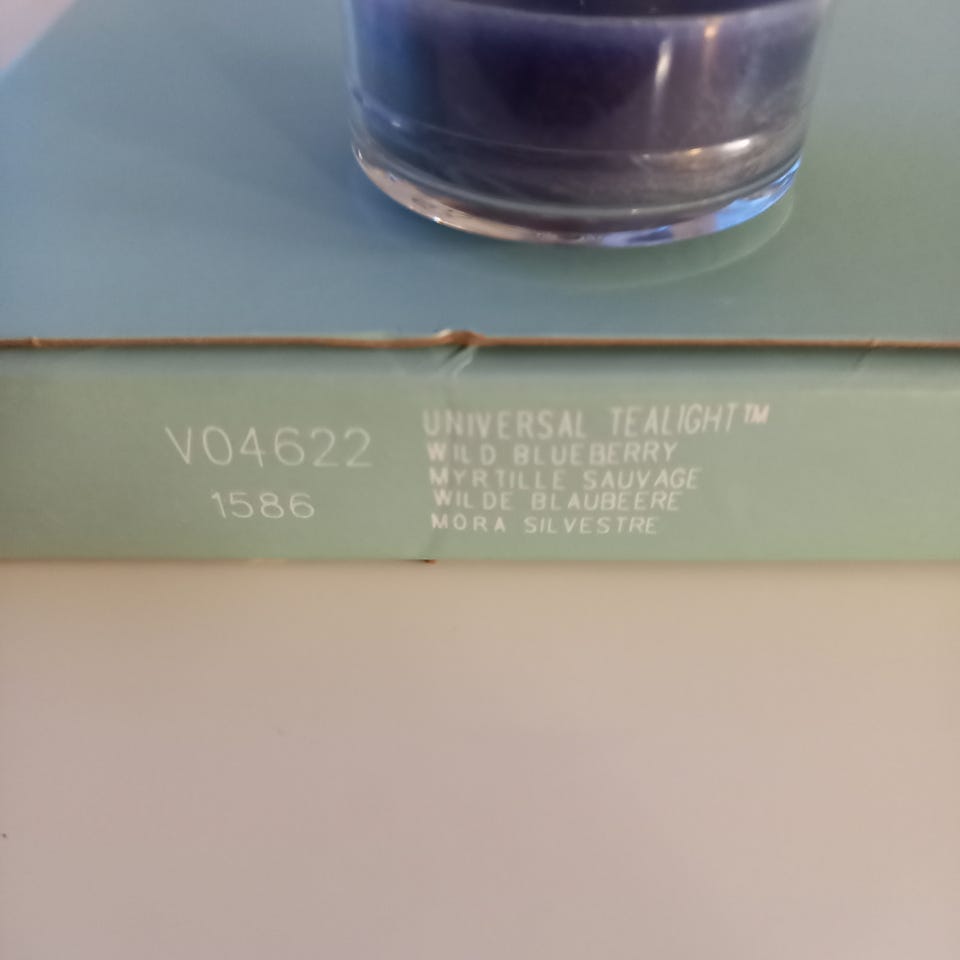 V04622
1586
UNIVERSAL TEALIGHT™
WILD BLUEBERRY
MYRTILLE SAUVAGE
WILDE BLAUBEERE
MORA SILVESTRE